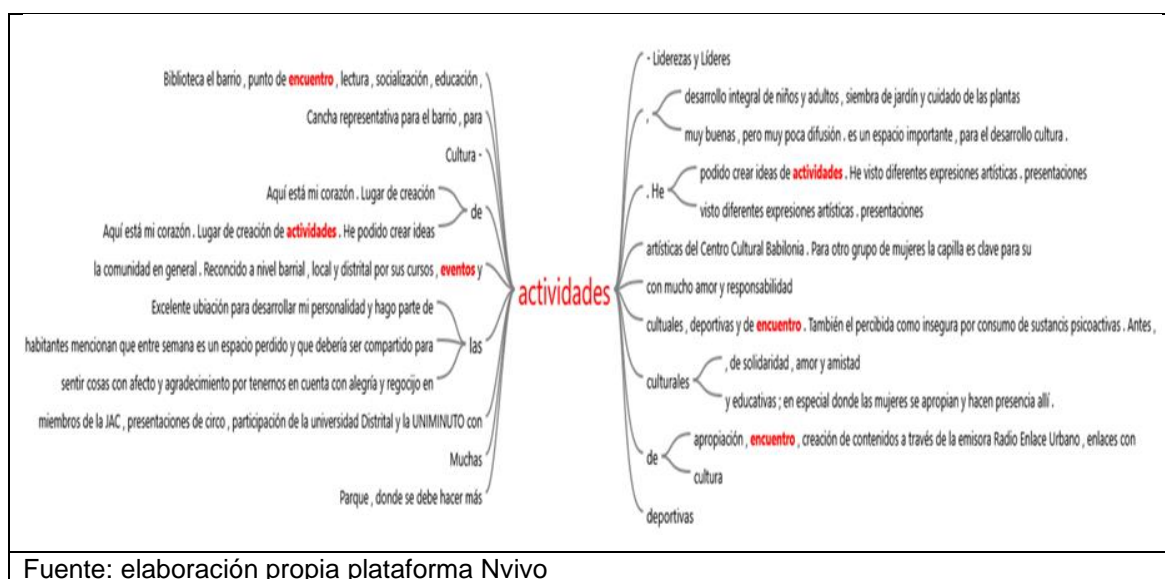 Biblioteca el barrio , punto de encuentro , lectura , socialización , educación ,
Cancha representativa para el barrio , para
Cultura -
Aquí está mi corazón . Lugar de creación
Aquí está mi corazón . Lugar de creación de actividades . He podido crear ideas
de
la comunidad en general . Reconcido a nivel barrial , local y distrital por sus cursos , eventos y
Excelente ubiación para desarrollar mi personalidad y hago parte de
habitantes mencionan que entre semana es un espacio perdido y que debería ser compartido para
sentir cosas con afecto y agradecimiento por tenernos en cuenta con alegría y regocijo en
las
miembros de la JAC , presentaciones de circo , participación de la universidad Distrital y la UNIMINUTO con
Muchas
Parque , donde se debe hacer más
actividades
- Liderezas y Líderes
,
desarrollo integral de niños y adultos , siembra de jardín y cuidado de las plantas
muy buenas , pero muy poca difusión . es un espacio importante , para el desarrollo cultura .
. He
podido crear ideas de actividades . He visto diferentes expresiones artísticas . presentaciones
visto diferentes expresiones artísticas . presentaciones
artísticas del Centro Cultural Babilonia . Para otro grupo de mujeres la capilla es clave para su
con mucho amor y responsabilidad
cultuales , deportivas y de encuentro . También el percibida como insegura por consumo de sustancis psicoactivas . Antes ,
culturales
, de solidaridad , amor y amistad
y educativas ; en especial donde las mujeres se apropian y hacen presencia allí .
de
apropiación , encuentro , creación de contenidos a través de la emisora Radio Enlace Urbano , enlaces con
cultura
deportivas
Fuente: elaboración propia plataforma Nvivo